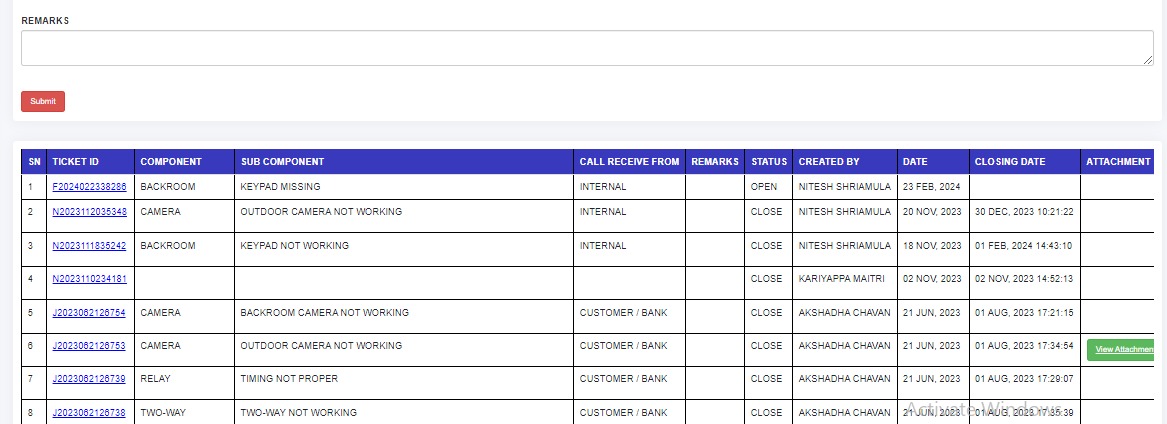 REMARKS
Submit
SN TICKET ID COMPONENT SUB COMPONENT CALL RECEIVE FROM REMARKS STATUS CREATED BY DATE CLOSING DATE ATTACHMENT
1 F2024022338286 BACKROOM KEYPAD MISSING INTERNAL OPEN NITESH SHRIAMULA 23 FEB, 2024
2 N2023112035348 CAMERA OUTDOOR CAMERA NOT WORKING INTERNAL CLOSE NITESH SHRIAMULA 20 NOV, 2023 30 DEC, 2023 10:21:22
3 N2023111835242 BACKROOM KEYPAD NOT WORKING INTERNAL CLOSE NITESH SHRIAMULA 18 NOV, 2023 01 FEB, 2024 14:43:10
4 N2023110234181 CLOSE KARIYAPPA MAITRI 02 NOV, 2023 02 NOV, 2023 14:52:13
5 J2023062126754 CAMERA BACKROOM CAMERA NOT WORKING CUSTOMER / BANK CLOSE AKSHADHA CHAVAN 21 JUN, 2023 01 AUG, 2023 17:21:15
6 J2023062126753 CAMERA OUTDOOR CAMERA NOT WORKING CUSTOMER / BANK CLOSE AKSHADHA CHAVAN 21 JUN, 2023 01 AUG, 2023 17:34:54 View Attachment
7 J2023062126739 RELAY TIMING NOT PROPER CUSTOMER / BANK CLOSE AKSHADHA CHAVAN 21 JUN, 2023 01 AUG, 2023 17:29:07
8 J2023062126738 TWO-WAY TWO-WAY NOT WORKING CUSTOMER / BANK CLOSE AKSHADHA CHAVAN 21 JUN, 2023 01 AUG, 2023 17:35:39
Activate Windows